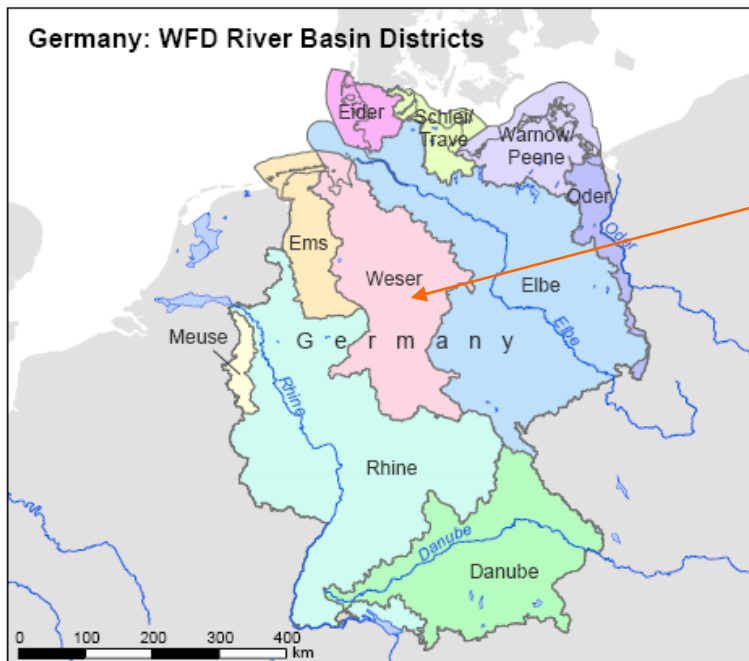 Germany: WFD River Basin Districts
Eider
Schlei/
Trave
Warnow/
Peene
Oder
Oder
Ems
Weser
Elbe
Elbe
Meuse
Germany
Rhine
Rhine
Danube
Danube
0 100 200 300 400
km